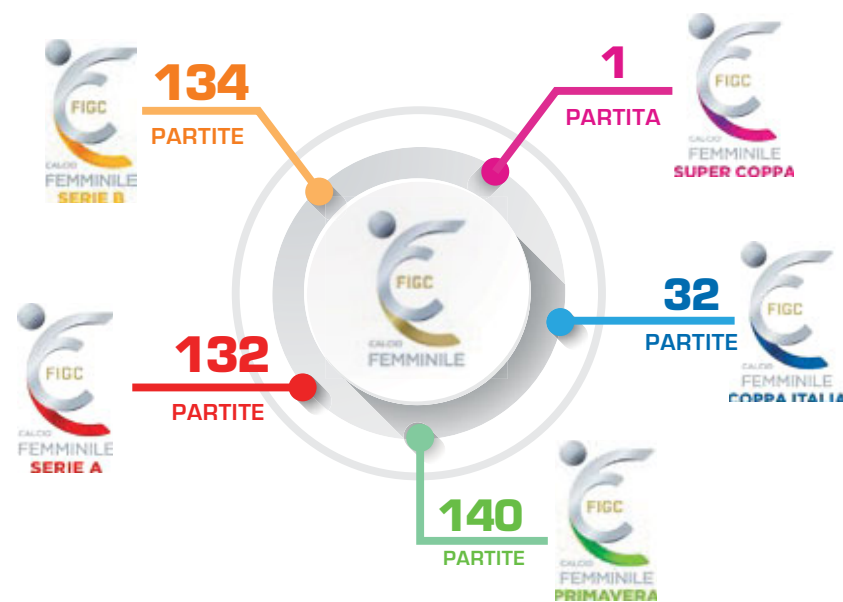 134
PARTITE
FIGC
CALCIO
FEMMINILE
SERIE B
1
PARTITA
FIGC
CALCIO
FEMMINILE
SUPER COPPA
FIGC
CALCIO
FEMMINILE
32
PARTITE
FIGC
CALCIO
FEMMINILE
COPPA ITALIA
132
PARTITE
FIGC
CALCIO
FEMMINILE
SERIE A
140
PARTITE
FIGC
CALCIO
FEMMINILE
PRIMAVERA